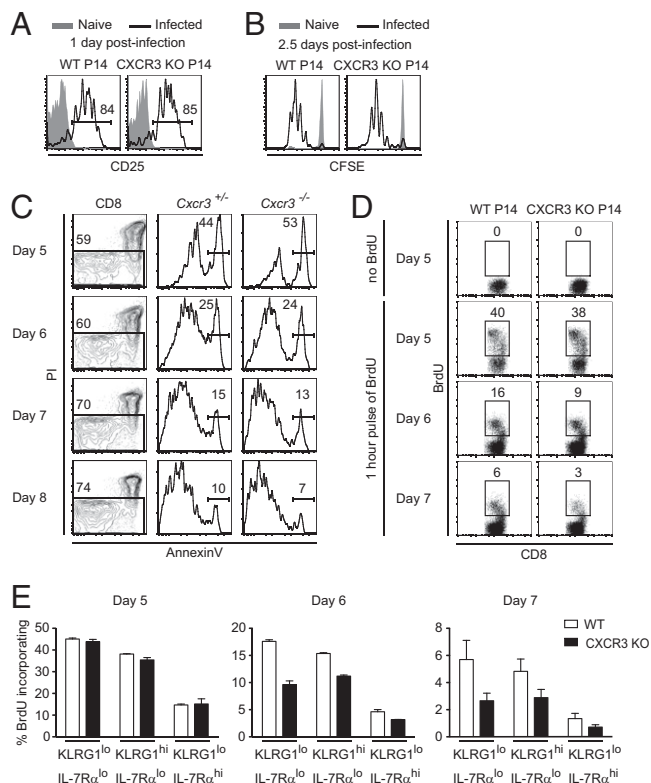 A
Naive Infected
1 day post-infection
WT P14 CXCR3 KO P14
84 85
CD25
B
Naive Infected
2.5 days post-infection
WT P14 CXCR3 KO P14
CFSE
C
CD8 Cxcr3 +/- Cxcr3 -/-
Day 5 59 44 53
Day 6 60 25 24
Day 7 70 15 13
Day 8 74 10 7
PI
AnnexinV
D
WT P14 CXCR3 KO P14
no BrdU
Day 5 0 0
1 hour pulse of BrdU
Day 5 40 38
Day 6 16 9
Day 7 6 3
BrdU
CD8
E
Day 5 Day 6 Day 7
WT
CXCR3 KO
% BrdU incorporating
50 40 30 20 10 0
20 15 10 5 0
8 6 4 2 0
KLRG1lo KLRG1hi KLRG1lo KLRG1lo KLRG1hi KLRG1lo KLRG1lo KLRG1hi KLRG1lo
IL-7Rαlo IL-7Rαlo IL-7Rαhi IL-7Rαlo IL-7Rαlo IL-7Rαhi IL-7Rαlo IL-7Rαlo IL-7Rαhi